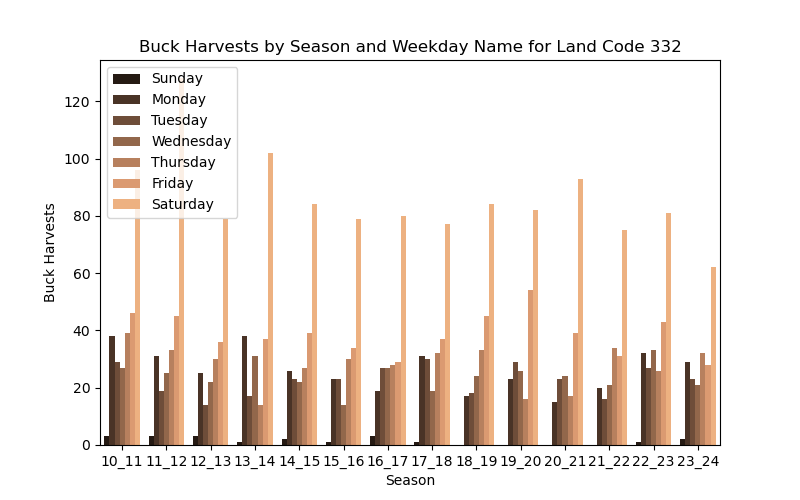 Buck Harvests by Season and Weekday Name for Land Code 332
Sunday
Monday
Tuesday
Wednesday
Thursday
Friday
Saturday
120
100
80
60
40
20
0
Buck Harvests
10_11 11_12 12_13 13_14 14_15 15_16 16_17 17_18 18_19 19_20 20_21 21_22 22_23 23_24
Season